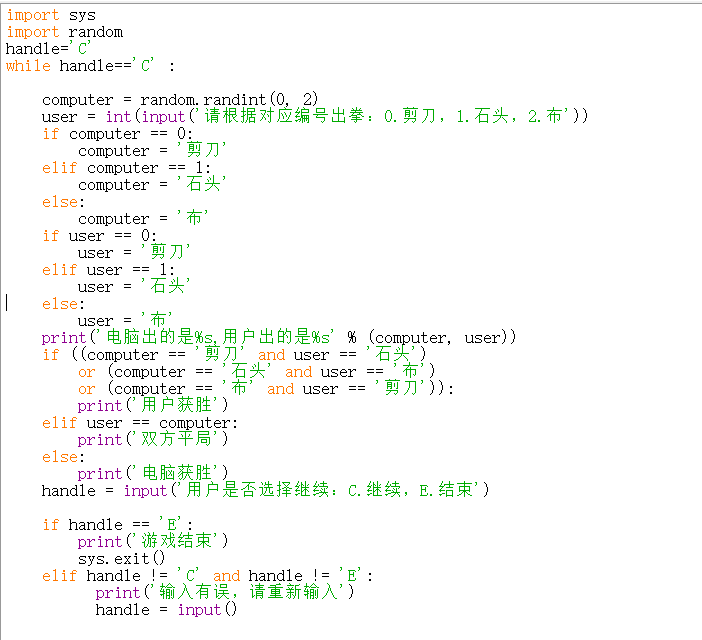 import sys
import random
handle='C'
while handle=='C' :
    computer = random.randint(0, 2)
    user = int(input('请根据对应编号出拳：0.剪刀，1.石头，2.布'))
    if computer == 0:
        computer = '剪刀'
    elif computer == 1:
        computer = '石头'
    else:
        computer = '布'
    if user == 0:
        user = '剪刀'
    elif user == 1:
        user = '石头'
    else:
        user = '布'
    print('电脑出的是%s,用户出的是%s' % (computer, user))
    if ((computer == '剪刀' and user == '石头')
        or (computer == '石头' and user == '布')
        or (computer == '布' and user == '剪刀')):
        print('用户获胜')
    elif user == computer:
        print('双方平局')
    else:
        print('电脑获胜')
    handle = input('用户是否选择继续：C.继续，E.结束')
    if handle == 'E':
        print('游戏结束')
        sys.exit()
    elif handle != 'C' and handle != 'E':
          print('输入有误，请重新输入')
          handle = input()